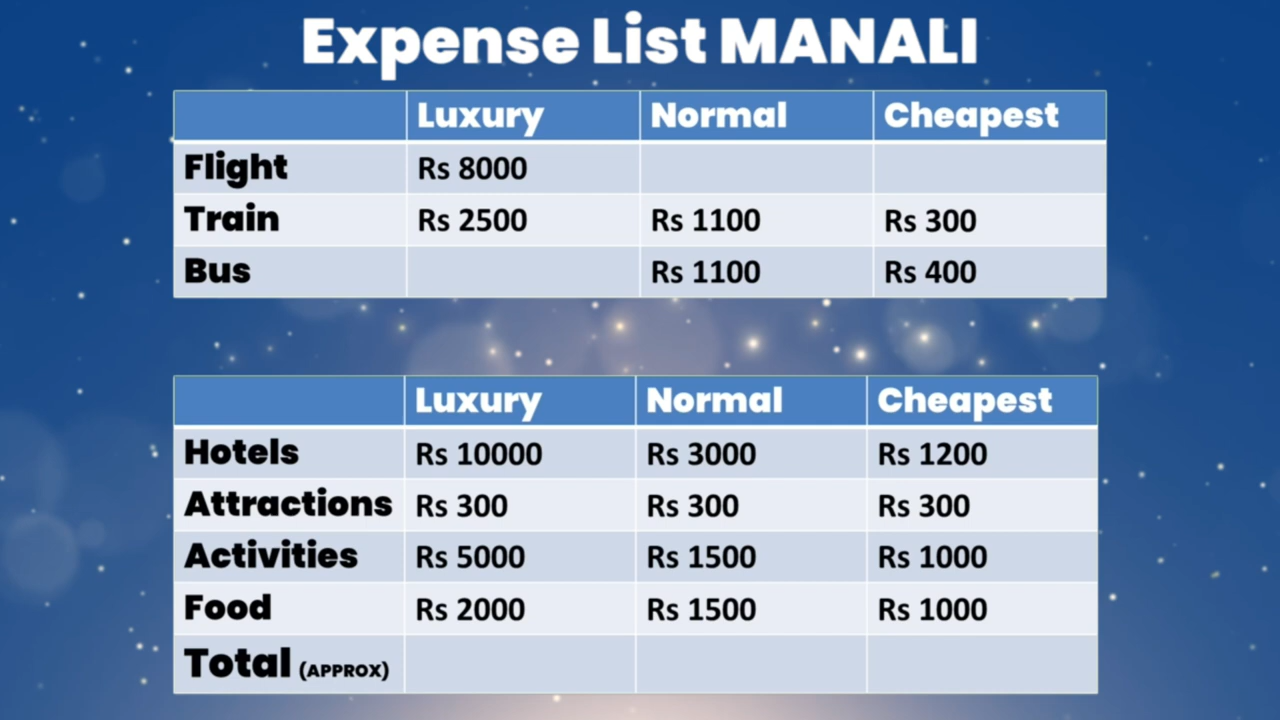 Expense List MANALI
Luxury Normal Cheapest
Flight Rs 8000
Train Rs 2500 Rs 1100 Rs 300
Bus Rs 1100 Rs 400
Luxury Normal Cheapest
Hotels Rs 10000 Rs 3000 Rs 1200
Attractions Rs 300 Rs 300 Rs 300
Activities Rs 5000 Rs 1500 Rs 1000
Food Rs 2000 Rs 1500 Rs 1000
Total (APPROX)